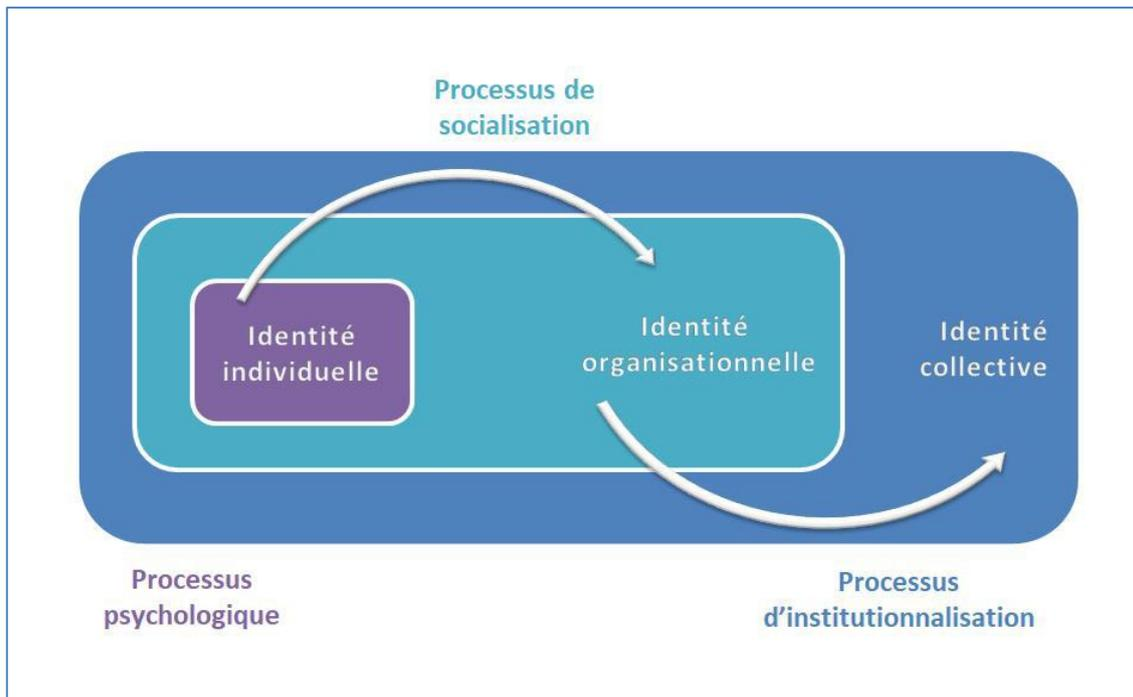 Processus de
socialisation
Identité
individuelle
Identité
organisationnelle
Identité
collective
Processus
psychologique
Processus
d’institutionnalisation